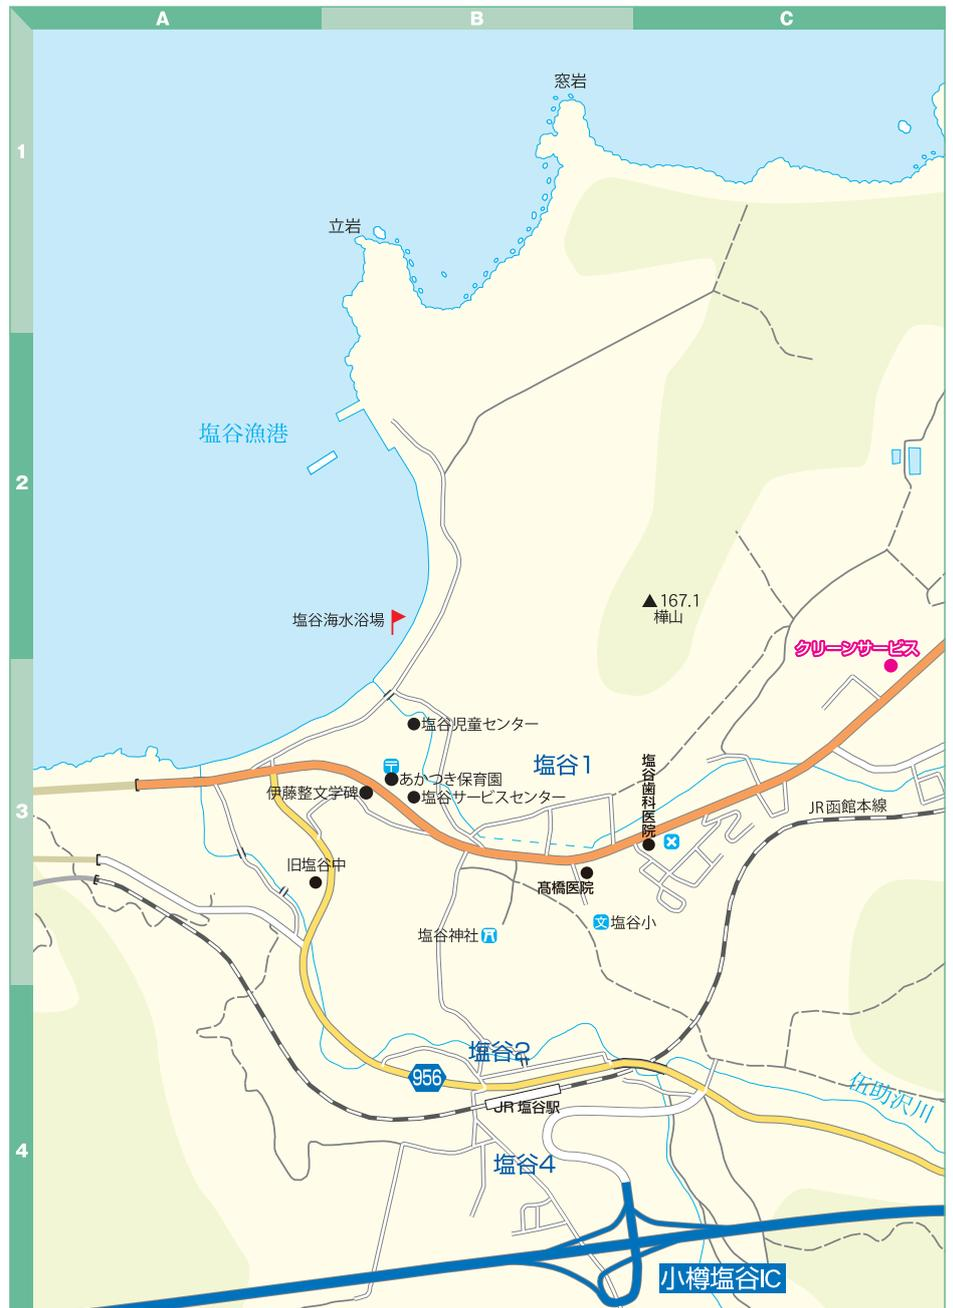 A
B
C
1
2
3
4
窓岩
立岩
塩谷漁港
塩谷海水浴場
167.1
樺山
クリーンサービス
塩谷児童センター
塩谷1
〒
あかつき保育園
伊藤整文学碑
塩谷サービスセンター
塩谷歯科医院
JR函館本線
旧塩谷中
髙橋医院
文
塩谷小
塩谷神社
塩谷2
956
JR 塩谷駅
伍助沢川
塩谷4
小樽塩谷IC